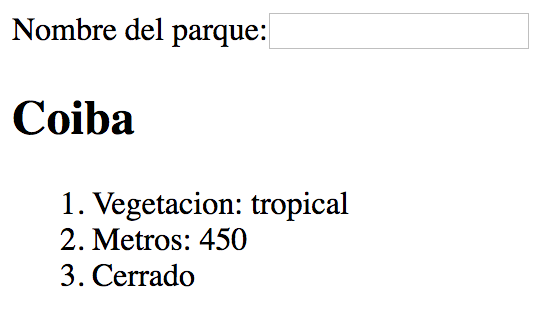 Nombre del parque:
Coiba
1. Vegetacion: tropical
2. Metros: 450
3. Cerrado